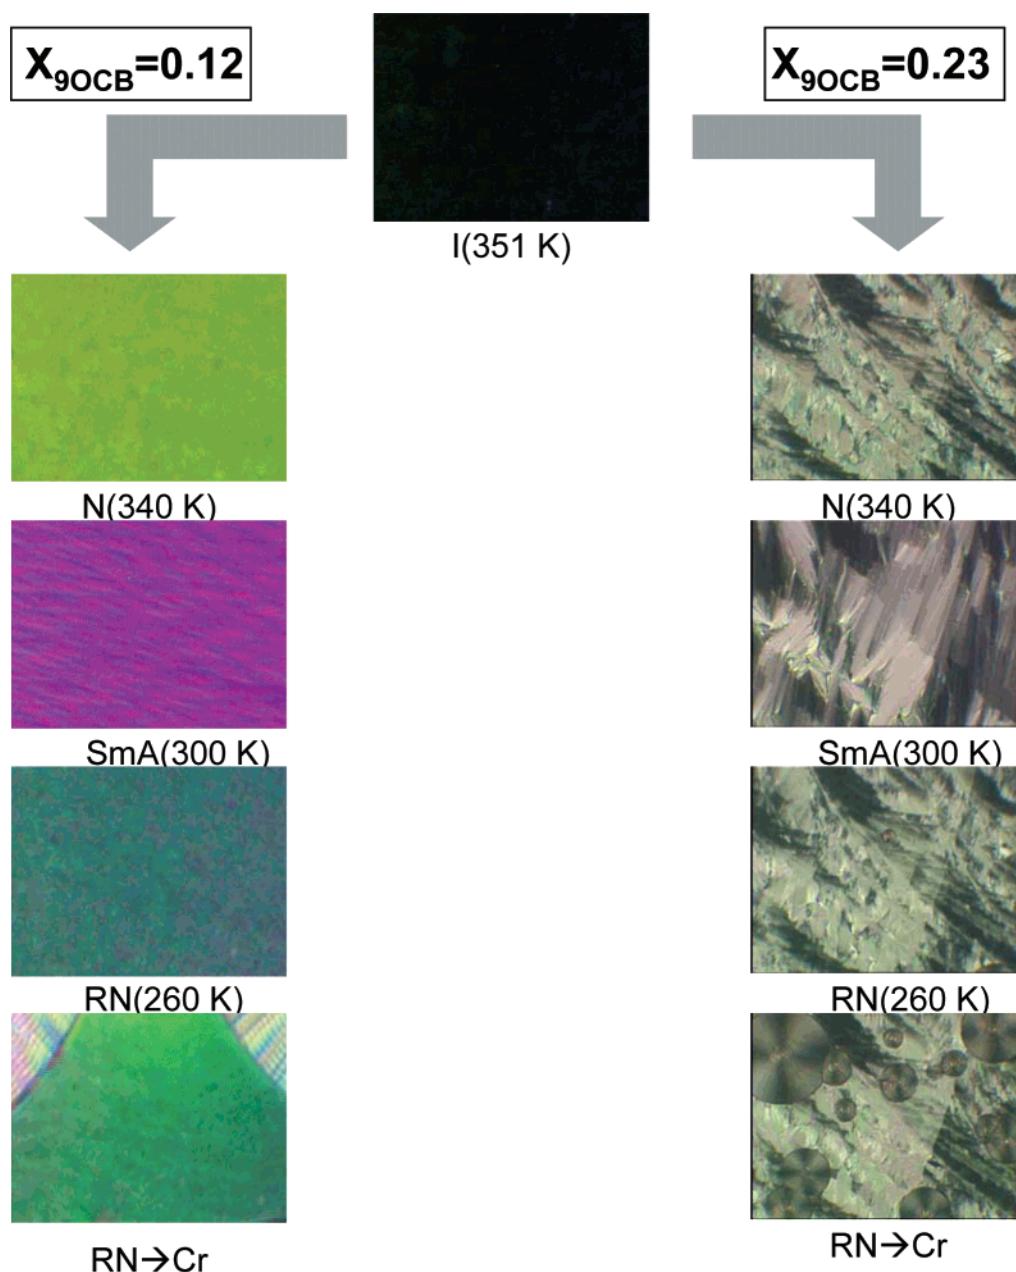 X9OCB=0.12
X9OCB=0.23
I(351 K)
N(340 K)
N(340 K)
SmA(300 K)
SmA(300 K)
RN(260 K)
RN(260 K)
RN→Cr
RN→Cr